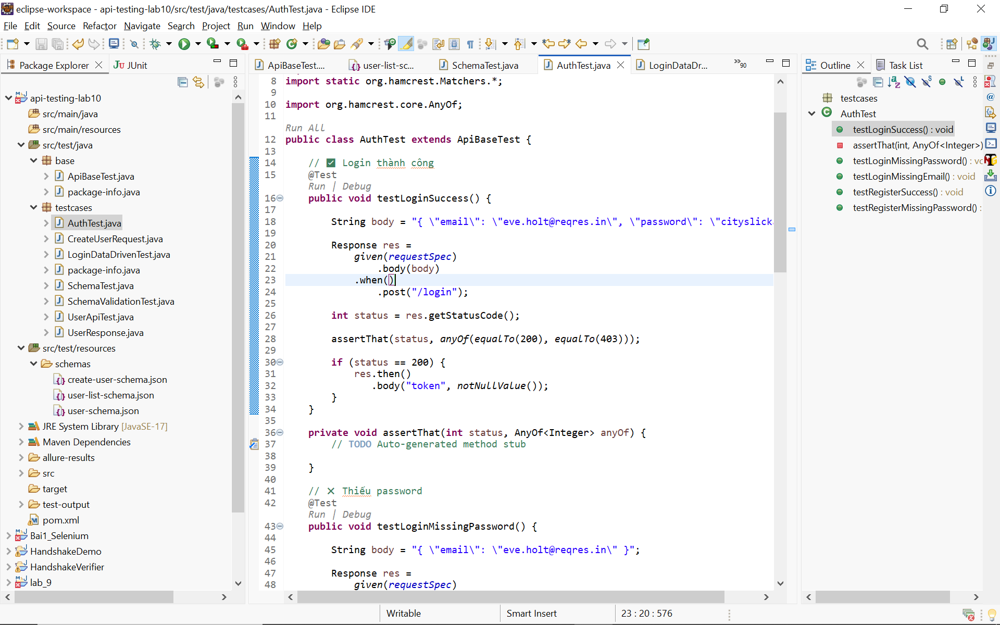 eclipse-workspace - api-testing-lab10/src/test/java/testcases/AuthTest.java - Eclipse IDE
File Edit Source Refactor Navigate Search Project Run Window Help
Package Explorer
JUnit
api-testing-lab10
src/main/java
src/main/resources
src/test/java
base
ApiBaseTest.java
package-info.java
testcases
AuthTest.java
CreateUserRequest.java
LoginDataDrivenTest.java
package-info.java
SchemaTest.java
SchemaValidationTest.java
UserApiTest.java
UserResponse.java
src/test/resources
schemas
create-user-schema.json
user-list-schema.json
user-schema.json
JRE System Library [JavaSE-17]
Maven Dependencies
allure-results
src
target
test-output
pom.xml
Bai1_Selenium
HandshakeDemo
HandshakeVerifier
lab_9
ApiBaseTest....
user-list-sc...
SchemaTest.java
AuthTest.java
LoginDataDr...
90
8 import static org.hamcrest.Matchers.*;
9
10 import org.hamcrest.core.AnyOf;
11
Run All
12 public class AuthTest extends ApiBaseTest {
13
14 // ✅ Login thành công
15 @Test
Run | Debug
16 public void testLoginSuccess() {
17
18 String body = "{ \"email\": \"eve.holt@reqres.in\", \"password\": \"cityslick
19
20 Response res =
21 given(requestSpec)
22 .body(body)
23 .when()
24 .post("/login");
25
26 int status = res.getStatusCode();
27
28 assertThat(status, anyOf(equalTo(200), equalTo(403)));
29
30 if (status == 200) {
31 res.then()
32 .body("token", notNullValue());
33 }
34 }
35
36 private void assertThat(int status, AnyOf<Integer> anyOf) {
37 // TODO Auto-generated method stub
38
39 }
40
41 // ❌ Thiếu password
42 @Test
Run | Debug
43 public void testLoginMissingPassword() {
44
45 String body = "{ \"email\": \"eve.holt@reqres.in\" }";
46
47 Response res =
48 given(requestSpec)
Outline
Task List
testcases
AuthTest
testLoginSuccess() : void
assertThat(int, AnyOf<Integer>)
testLoginMissingPassword() : vo
testLoginMissingEmail() : void
testRegisterSuccess() : void
testRegisterMissingPassword() :
Writable
Smart Insert
23 : 20 : 576